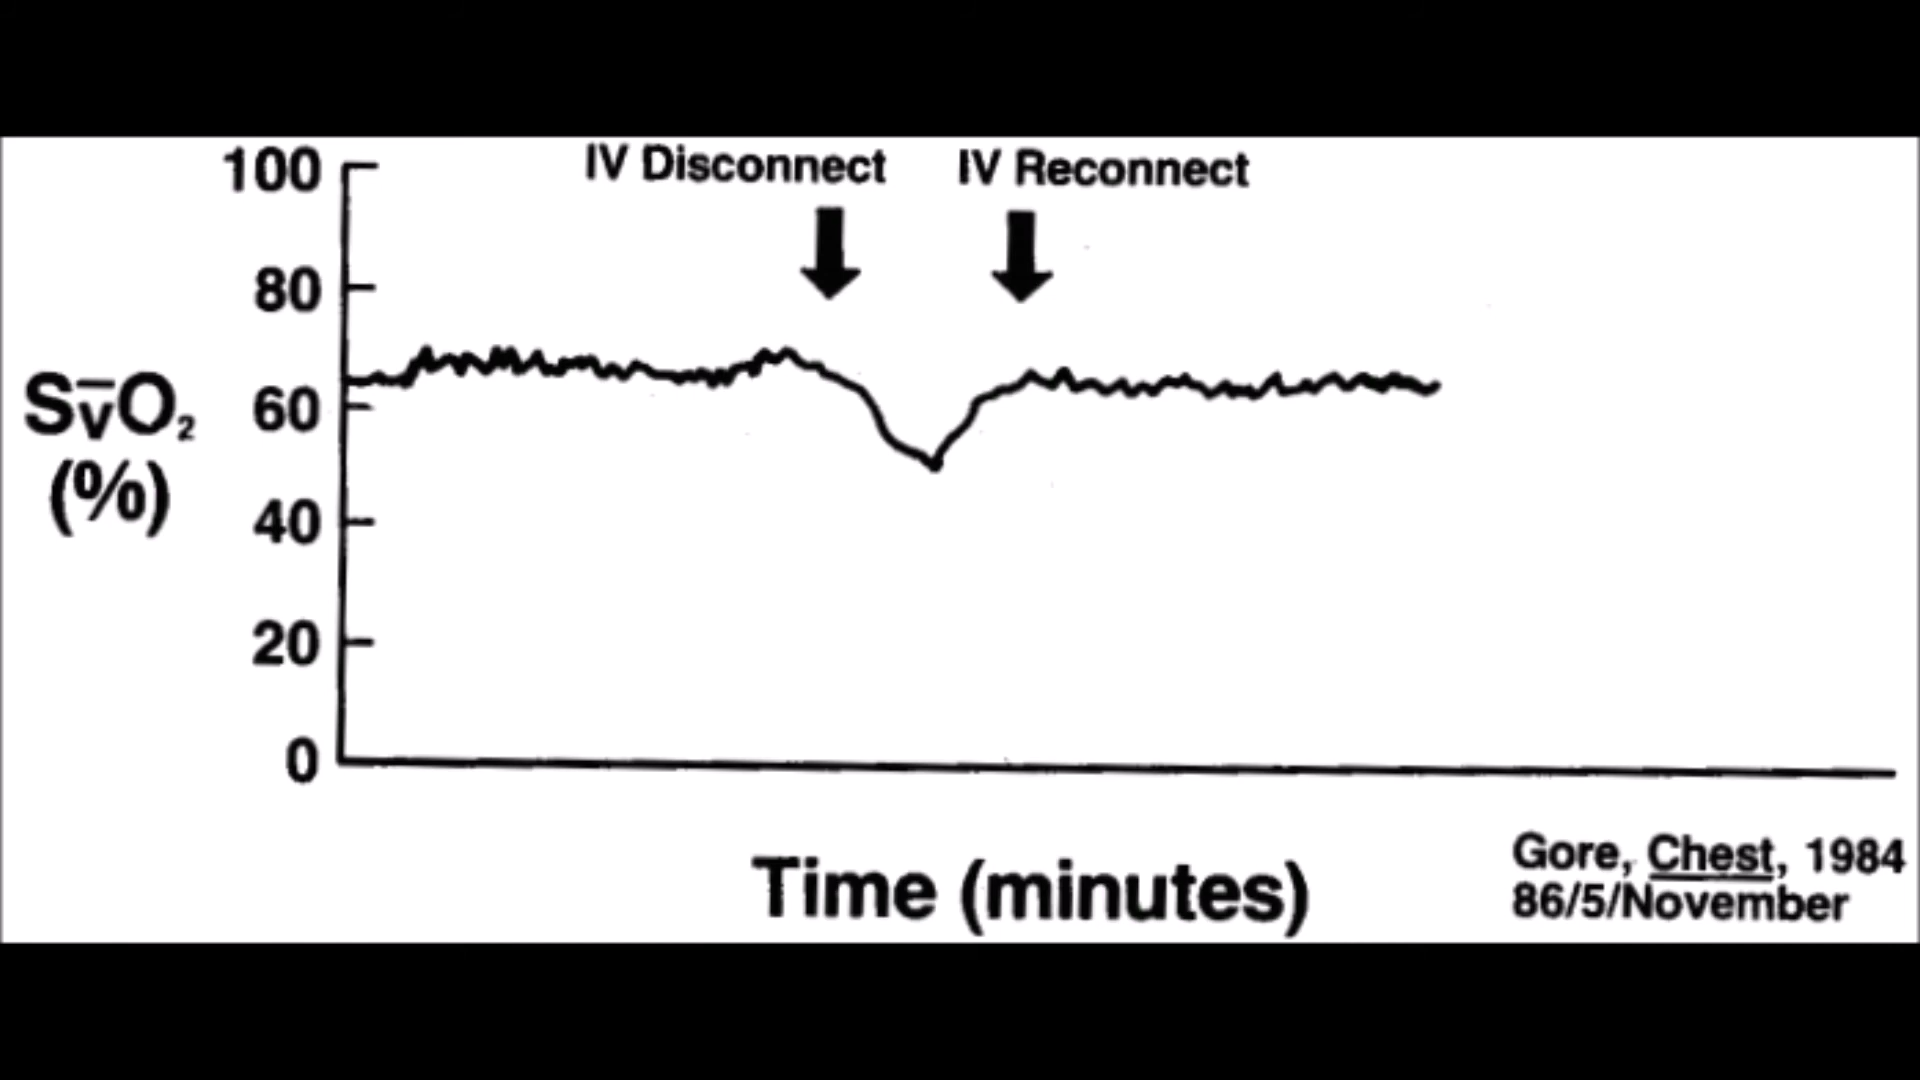 IV Disconnect IV Reconnect
100
80
60
40
20
0
Sv̅O₂
(%)
Time (minutes)
Gore, Chest, 1984
86/5/November